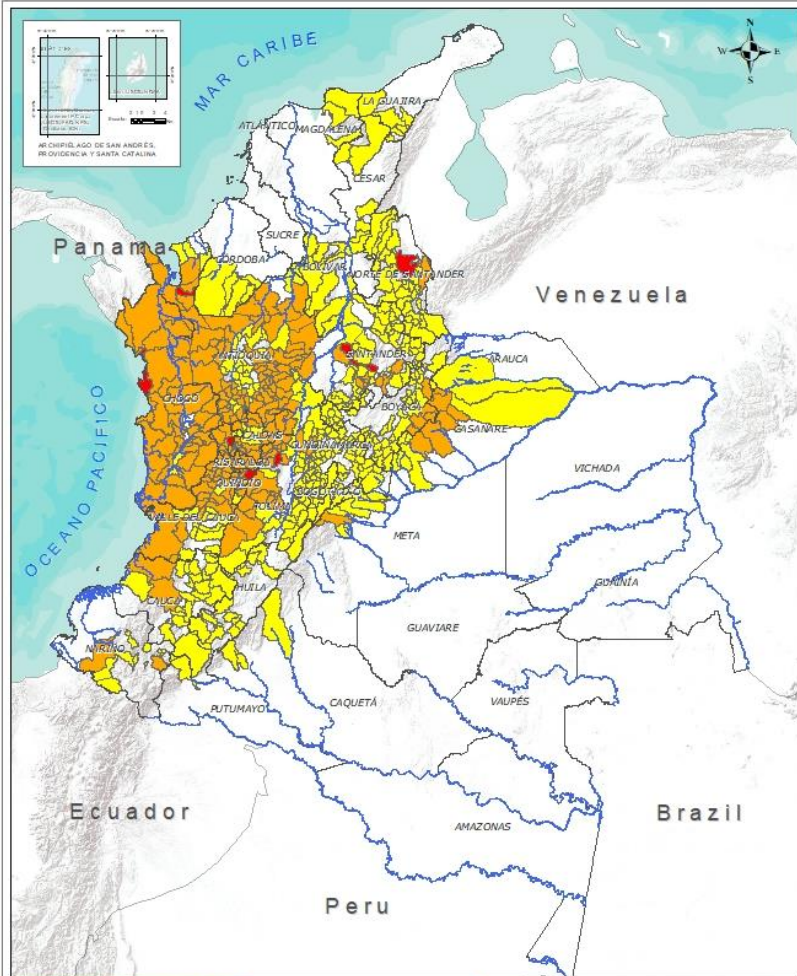 N
W E
S
MAR CARIBE
ARCHIPIÉLAGO DE SAN ANDRÉS,
PROVIDENCIA Y SANTA CATALINA
LA GUAJIRA
ATLÁNTICO
MAGDALENA
CESAR
SUCRE
Panama
CÓRDOBA
BOLÍVAR
NORTE DE SANTANDER
Venezuela
ANTIOQUIA
SANTANDER
ARAUCA
CHOCÓ
BOYACÁ
CASANARE
OCEANO PACIFICO
CALDAS
CUNDINAMARCA
RISARALDA
VICHADA
QUINDÍO
TOLIMA
VALLE DEL CAUCA
META
HUILA
GUAINÍA
CAUCA
GUAVIARE
NARIÑO
CAQUETÁ
VAUPÉS
PUTUMAYO
Ecuador
Brazil
AMAZONAS
Peru